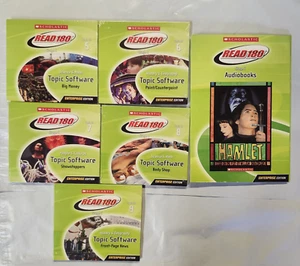 SCHOLASTIC
READ 180
Topic Software
Big Money
ENTERPRISE EDITION
SCHOLASTIC
READ 180
Topic Software
Point/Counterpoint
ENTERPRISE EDITION
SCHOLASTIC
READ 180
Audiobooks
HAMLET
ENTERPRISE EDITION
SCHOLASTIC
READ 180
Topic Software
Showstoppers
ENTERPRISE EDITION
SCHOLASTIC
READ 180
Topic Software
Body Shop
ENTERPRISE EDITION
SCHOLASTIC
READ 180
Topic Software
Front Page News
ENTERPRISE EDITION